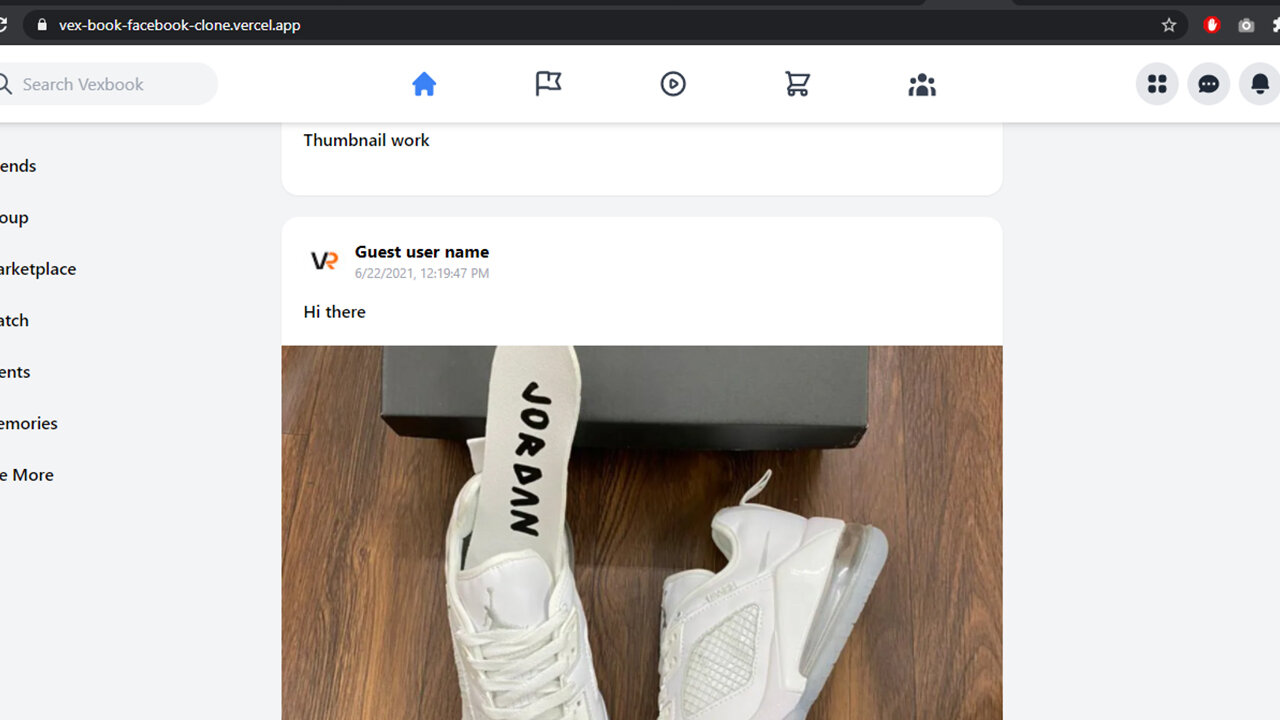 vex-book-facebook-clone.vercel.app
Search Vexbook
ends
oup
arketplace
atch
ents
emories
e More
Thumbnail work
VR
Guest user name
6/22/2021, 12:19:47 PM
Hi there
JORDAN